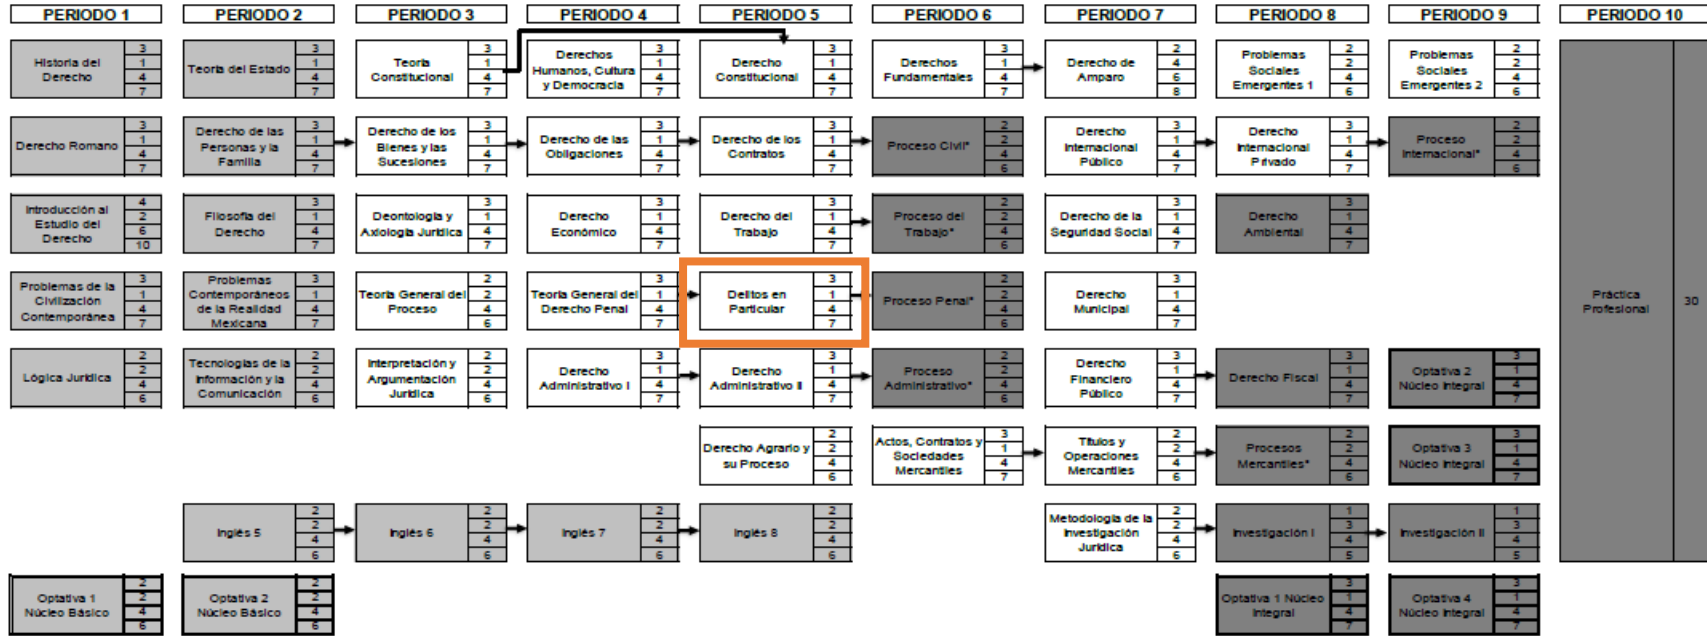 PERIODO 1
PERIODO 2
PERIODO 3
PERIODO 4
PERIODO 5
PERIODO 6
PERIODO 7
PERIODO 8
PERIODO 9
PERIODO 10
Historia del
Derecho
3
1
4
7
Teoría del Estado
3
1
4
7
Teoría
Constitucional
3
1
4
7
Derechos
Humanos, Cultura
y Democracia
3
1
4
7
Derecho
Constitucional
3
1
4
7
Derechos
Fundamentales
3
1
4
7
Derecho de
Amparo
2
4
6
8
Problemas
Sociales
Emergentes 1
2
2
4
6
Problemas
Sociales
Emergentes 2
2
2
4
6
Derecho Romano
3
1
4
7
Derecho de las
Personas y la
Familia
3
1
4
7
Derecho de los
Bienes y las
Sucesiones
3
1
4
7
Derecho de las
Obligaciones
3
1
4
7
Derecho de los
Contratos
3
1
4
7
Proceso Civil*
2
2
4
6
Derecho
Internacional
Público
3
1
4
7
Derecho
Internacional
Privado
3
1
4
7
Proceso
Internacional*
2
2
4
6
Introducción al
Estudio del
Derecho
4
2
6
10
Filosofía del
Derecho
3
1
4
7
Deontología y
Axiología Jurídica
3
1
4
7
Derecho
Económico
3
1
4
7
Derecho del
Trabajo
3
1
4
7
Proceso del
Trabajo*
2
2
4
6
Derecho de la
Seguridad Social
3
1
4
7
Derecho
Ambiental
3
1
4
7
Problemas de la
Civilización
Contemporánea
3
1
4
7
Problemas
Contemporáneos
de la Realidad
Mexicana
3
1
4
7
Teoría General del
Proceso
2
2
4
6
Teoría General del
Derecho Penal
3
1
4
7
Delitos en
Particular
3
1
4
7
Proceso Penal*
2
2
4
6
Derecho
Municipal
3
1
4
7
Práctica
Profesional
30
Lógica Jurídica
2
2
4
6
Tecnologías de la
Información y la
Comunicación
2
2
4
6
Interpretación y
Argumentación
Jurídica
2
2
4
6
Derecho
Administrativo I
3
1
4
7
Derecho
Administrativo II
3
1
4
7
Proceso
Administrativo*
2
2
4
6
Derecho
Financiero
Público
3
1
4
7
Derecho Fiscal
3
1
4
7
Optativa 2
Núcleo Integral
3
1
4
7
Derecho Agrario y
su Proceso
2
2
4
6
Actos, Contratos y
Sociedades
Mercantiles
3
1
4
7
Títulos y
Operaciones
Mercantiles
2
2
4
6
Procesos
Mercantiles*
2
2
4
6
Optativa 3
Núcleo Integral
3
1
4
7
Inglés 5
2
2
4
6
Inglés 6
2
2
4
6
Inglés 7
2
2
4
6
Inglés 8
2
2
4
6
Metodología de la
Investigación
Jurídica
2
2
4
6
Investigación I
1
3
4
5
Investigación II
1
3
4
5
Optativa 1
Núcleo Básico
2
2
4
6
Optativa 2
Núcleo Básico
2
2
4
6
Optativa 1 Núcleo
Integral
3
1
4
7
Optativa 4
Núcleo Integral
3
1
4
7